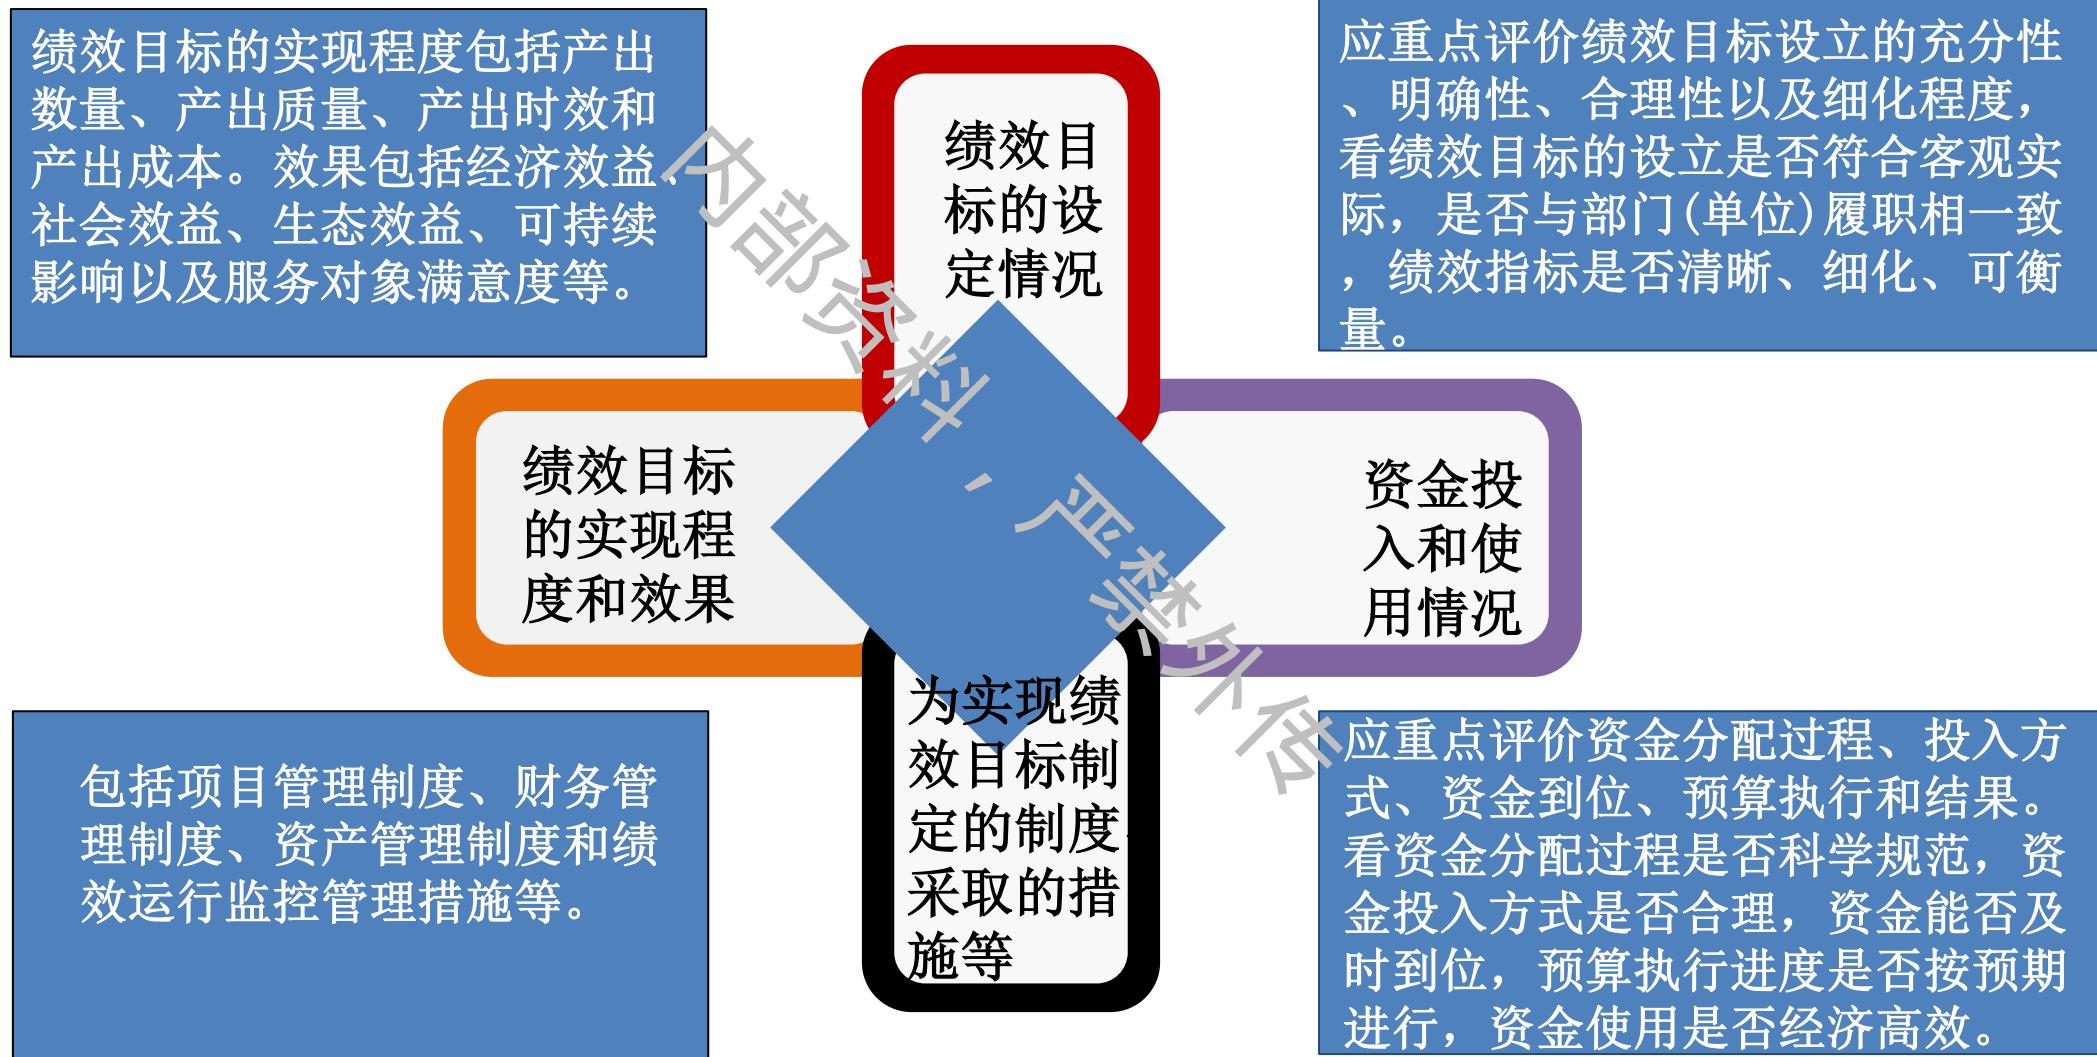 绩效目标的实现程度包括产出
数量、产出质量、产出时效和
产出成本。效果包括经济效益、
社会效益、生态效益、可持续
影响以及服务对象满意度等。
绩效目
标的设
定情况
应重点评价绩效目标设立的充分性
、明确性、合理性以及细化程度，
看绩效目标的设立是否符合客观实
际，是否与部门(单位)履职相一致
，绩效指标是否清晰、细化、可衡
量。
绩效目标
的实现程
度和效果
资金投
入和使
用情况
包括项目管理制度、财务管
理制度、资产管理制度和绩
效运行监控管理措施等。
为实现绩
效目标制
定的制度、
采取的措
施等
应重点评价资金分配过程、投入方
式、资金到位、预算执行和结果。
看资金分配过程是否科学规范，资
金投入方式是否合理，资金能否及
时到位，预算执行进度是否按预期
进行，资金使用是否经济高效。
内部资料，严禁外传